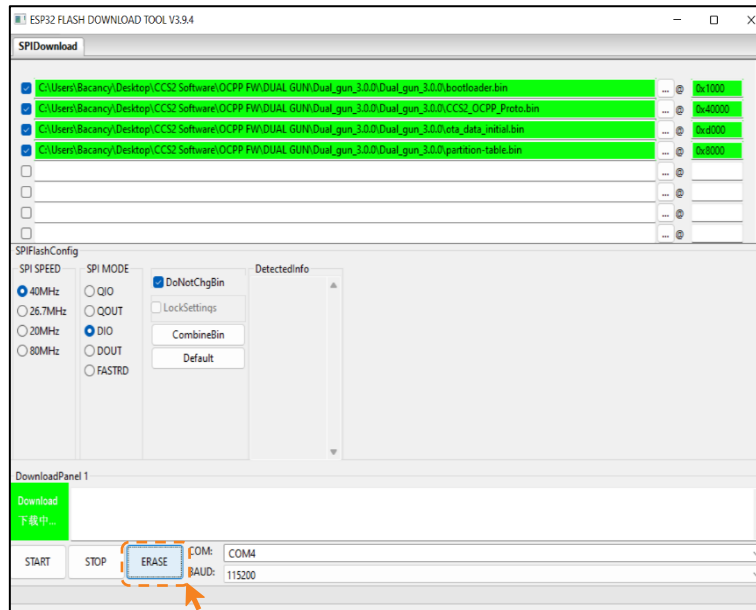 ESP32 FLASH DOWNLOAD TOOL V3.9.4
SPIDownload
C:\Users\Bacancy\Desktop\CCS2 Software\OCPP FW\DUAL GUN\Dual_gun_3.0.0\Dual_gun_3.0.0\bootloader.bin ... @ 0x1000
C:\Users\Bacancy\Desktop\CCS2 Software\OCPP FW\DUAL GUN\Dual_gun_3.0.0\Dual_gun_3.0.0\CCS2_OCPP_Proto.bin ... @ 0x40000
C:\Users\Bacancy\Desktop\CCS2 Software\OCPP FW\DUAL GUN\Dual_gun_3.0.0\Dual_gun_3.0.0\ota_data_initial.bin ... @ 0xd000
C:\Users\Bacancy\Desktop\CCS2 Software\OCPP FW\DUAL GUN\Dual_gun_3.0.0\Dual_gun_3.0.0\partition-table.bin ... @ 0x8000
... @
... @
... @
... @
SPIFlashConfig
SPI SPEED
40MHz
26.7MHz
20MHz
80MHz
SPI MODE
QIO
QOUT
DIO
DOUT
FASTRD
DoNotChgBin
LockSettings
CombineBin
Default
DetectedInfo
DownloadPanel 1
Download
下载中...
START
STOP
ERASE
COM: COM4
BAUD: 115200